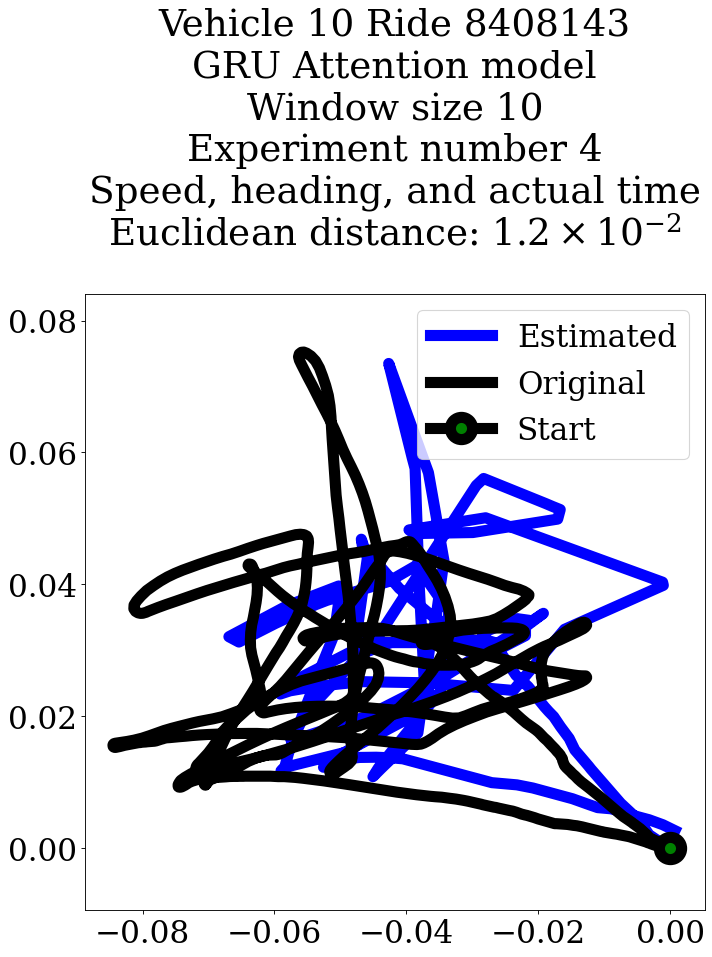 Vehicle 10 Ride 8408143
GRU Attention model
Window size 10
Experiment number 4
Speed, heading, and actual time
Euclidean distance: 1.2 × 10⁻²
Estimated
Original
Start
0.08
0.06
0.04
0.02
0.00
−0.08 −0.06 −0.04 −0.02 0.00